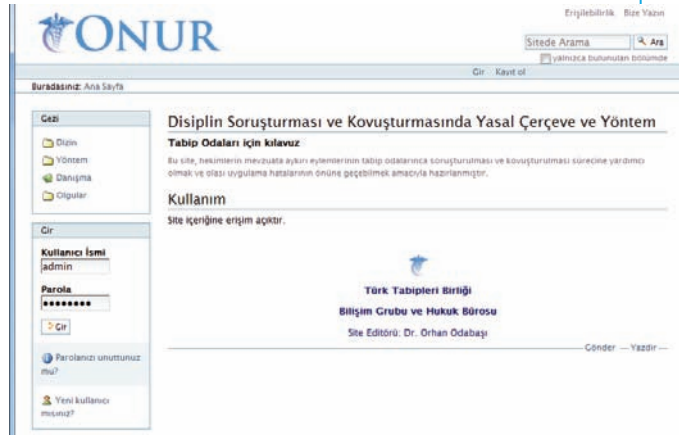 Erişilebilirlik Bize Yazın
ONUR
Sitede Arama Ara
yalnızca bulunulan bölümde
Gir Kayıt ol
Buradasınız: Ana Sayfa
Gezi
Dizin
Yöntem
Danışma
Olgular
Gir
Kullanıcı İsmi
admin
Parola
••••••••
Gir
Parolanızı unuttunuz
mu?
Yeni kullanıcı
mısınız?
Disiplin Soruşturması ve Kovuşturmasında Yasal Çerçeve ve Yöntem
Tabip Odaları için kılavuz
Bu site, hekimlerin mevzuata aykırı eylemlerinin tabip odalarınca soruşturulması ve kovuşturulması sürecine yardımcı
olmak ve olası uygulama hatalarının önüne geçebilmek amacıyla hazırlanmıştır.
Kullanım
Site içeriğine erişim açıktır.
Türk Tabipleri Birliği
Bilişim Grubu ve Hukuk Bürosu
Site Editörü: Dr. Orhan Odabaşı
Gönder — Yazdır —